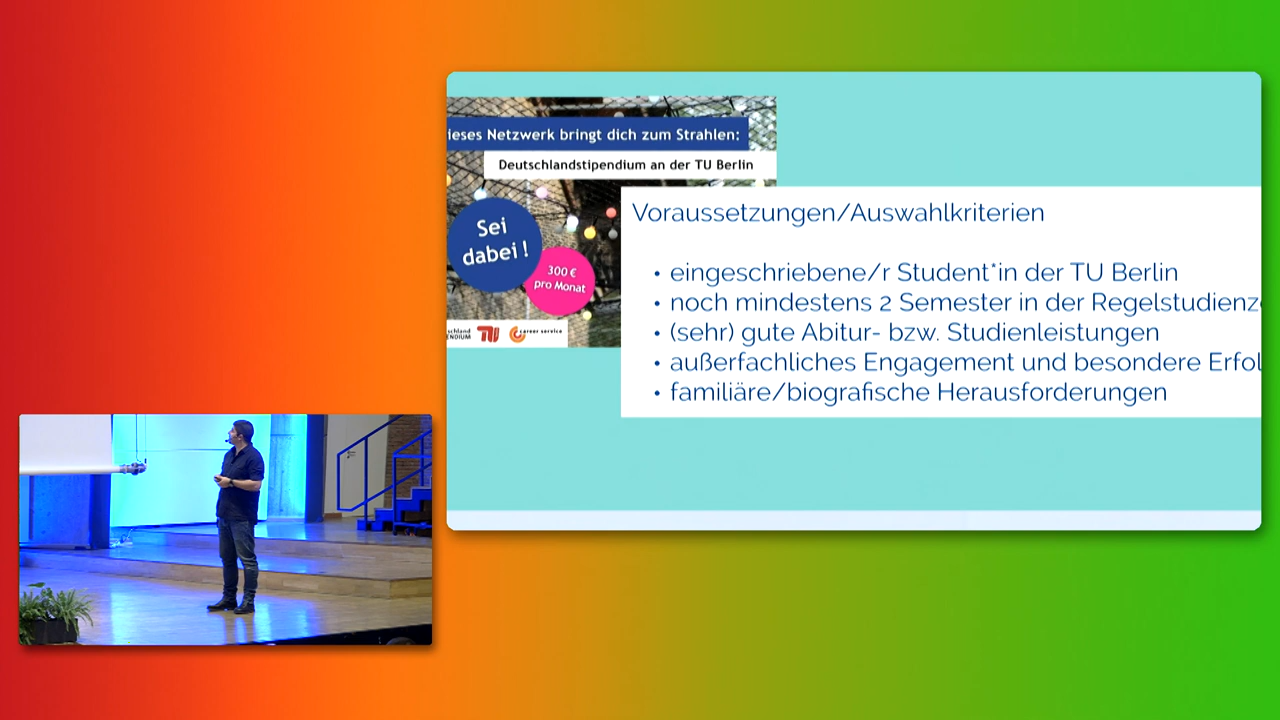 ieses Netzwerk bringt dich zum Strahlen:
Deutschlandstipendium an der TU Berlin
Sei
dabei !
300 €
pro Monat
schland
ENDIUM
career service
Voraussetzungen/Auswahlkriterien
• eingeschriebene/r Student*in der TU Berlin
• noch mindestens 2 Semester in der Regelstudienz
• (sehr) gute Abitur- bzw. Studienleistungen
• außerfachliches Engagement und besondere Erfol
• familiäre/biografische Herausforderungen